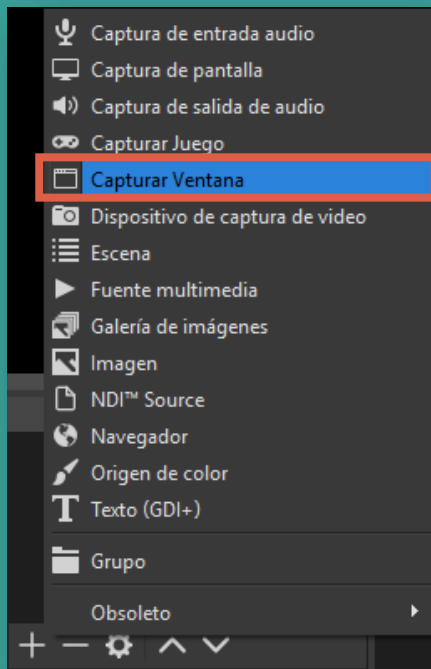 Captura de entrada audio
Captura de pantalla
Captura de salida de audio
Capturar Juego
Capturar Ventana
Dispositivo de captura de video
Escena
Fuente multimedia
Galería de imágenes
Imagen
NDI™ Source
Navegador
Origen de color
Texto (GDI+)
Grupo
Obsoleto